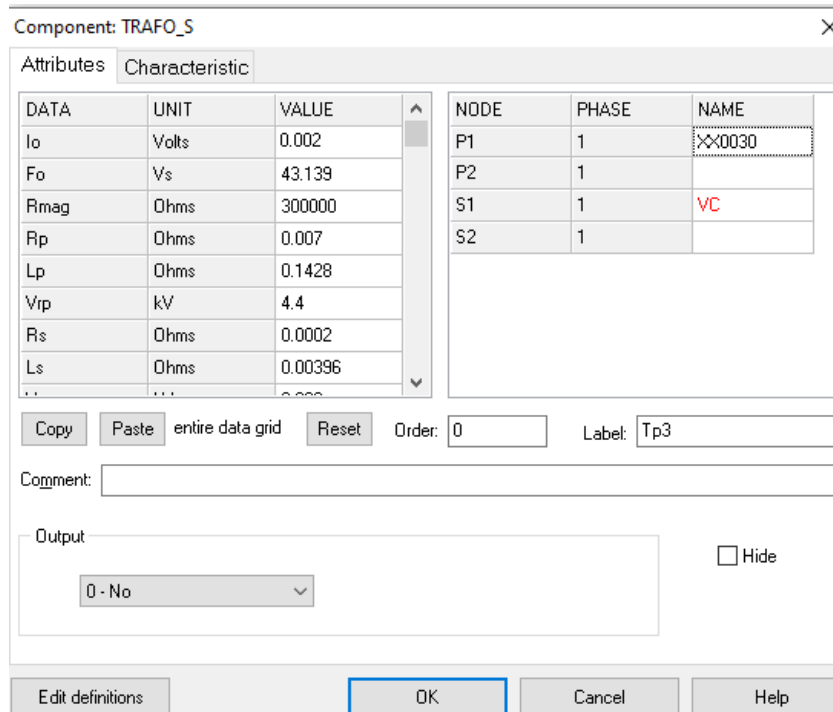 Component: TRAFO_S
Attributes Characteristic
DATA UNIT VALUE
Io Volts 0.002
Fo Vs 43.139
Rmag Ohms 300000
Rp Ohms 0.007
Lp Ohms 0.1428
Vrp kV 4.4
Rs Ohms 0.0002
Ls Ohms 0.00396
NODE PHASE NAME
P1 1 XX0030
P2 1
S1 1 VC
S2 1
Copy Paste entire data grid Reset Order: 0 Label: Tp3
Comment:
Output
0 - No
Hide
Edit definitions OK Cancel Help